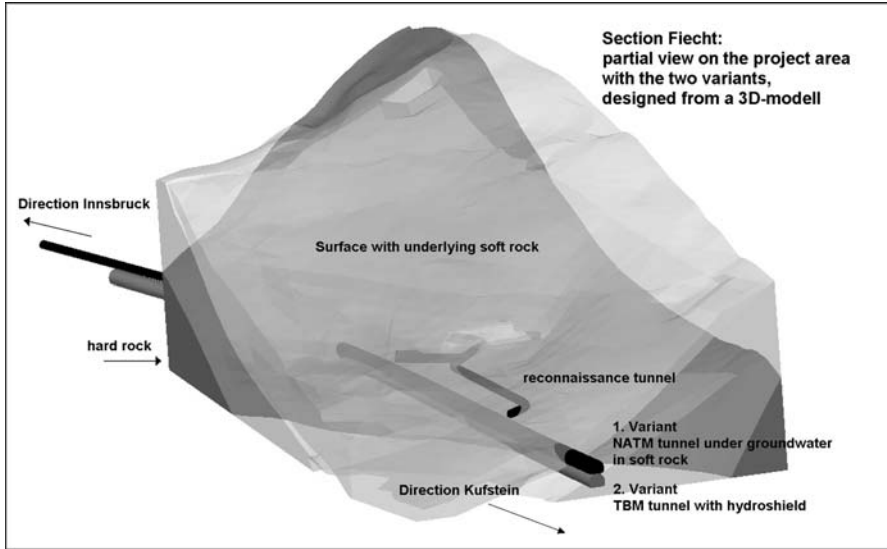 Section Fiecht:
partial view on the project area
with the two variants,
designed from a 3D-modell
Direction Innsbruck
Surface with underlying soft rock
hard rock
reconnaissance tunnel
1. Variant
NATM tunnel under groundwater
in soft rock
2. Variant
TBM tunnel with hydroshield
Direction Kufstein